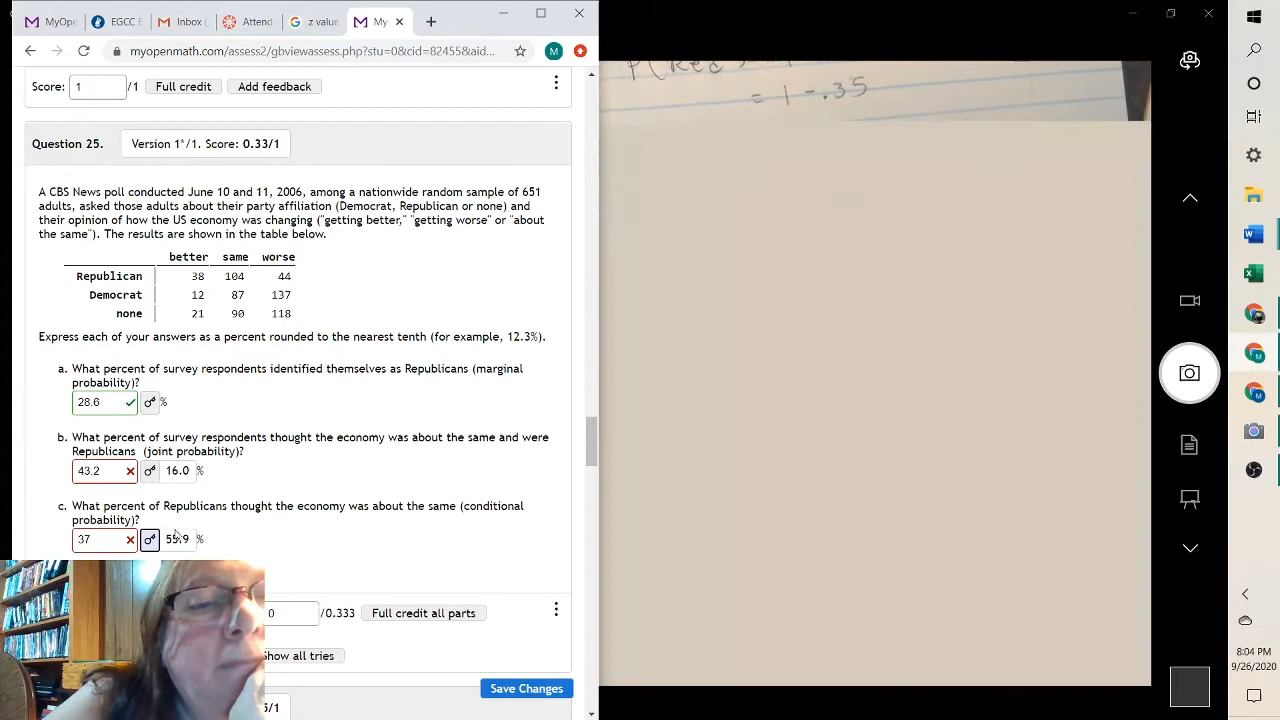 MyOpe
EGCC E
Inbox (
Attend
z value
My
myopenmath.com/assess2/gbviewassess.php?stu=0&cid=82455&aid...
M
Score: 1 /1 Full credit Add feedback
Question 25. Version 1*/1. Score: 0.33/1
A CBS News poll conducted June 10 and 11, 2006, among a nationwide random sample of 651
adults, asked those adults about their party affiliation (Democrat, Republican or none) and
their opinion of how the US economy was changing ("getting better," "getting worse" or "about
the same"). The results are shown in the table below.
better same worse
Republican 38 104 44
Democrat 12 87 137
none 21 90 118
Express each of your answers as a percent rounded to the nearest tenth (for example, 12.3%).
a. What percent of survey respondents identified themselves as Republicans (marginal
probability)?
28.6 %
b. What percent of survey respondents thought the economy was about the same and were
Republicans (joint probability)?
43.2 16.0 %
c. What percent of Republicans thought the economy was about the same (conditional
probability)?
37 55.9 %
0 /0.333 Full credit all parts
Show all tries
Save Changes
5/1
P(Red)
= 1 - .35
8:04 PM
9/26/2020